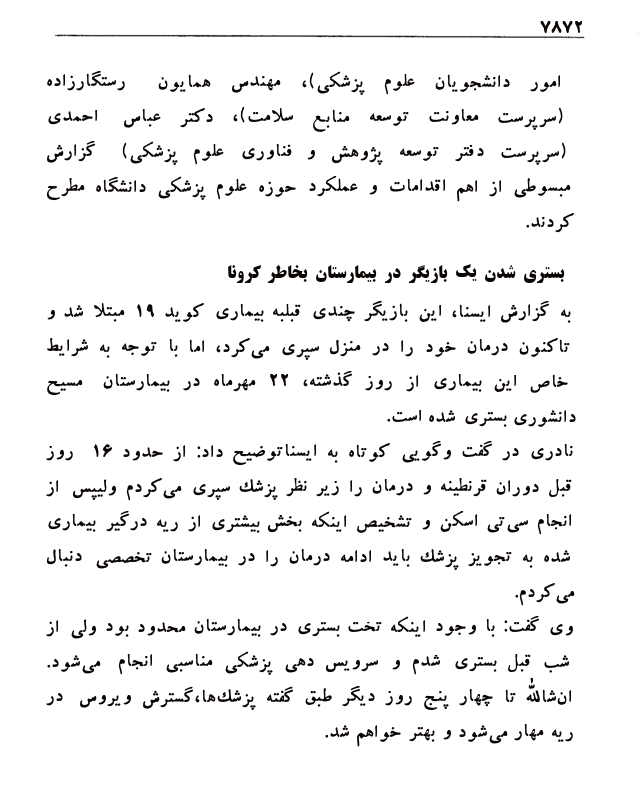 ۷۸۷۲
امور دانشجویان علوم پزشکی)، مهندس همایون رستگارزاده
(سرپرست معاونت توسعه منابع سلامت)، دکتر عباس احمدی
(سرپرست دفتر توسعه پژوهش و فناوری علوم پزشکی) گزارش
مبسوطی از اهم اقدامات و عملکرد حوزه علوم پزشکی دانشگاه مطرح
کردند.
بستری شدن یک بازیگر در بیمارستان بخاطر کرونا
به گزارش ایسنا، این بازیگر چندی قبلبه بیماری کوید ۱۹ مبتلا شد و
تاکنون درمان خود را در منزل سپری می‌کرد، اما با توجه به شرایط
خاص این بیماری از روز گذشته، ۲۲ مهرماه در بیمارستان مسیح
دانشوری بستری شده است.
نادری در گفت وگویی کوتاه به ایسناتوضیح داد: از حدود ۱۶ روز
قبل دوران قرنطینه و درمان را زیر نظر پزشک سپری می‌کردم ولیپس از
انجام سی‌تی اسکن و تشخیص اینکه بخش بیشتری از ریه درگیر بیماری
شده به تجویز پزشک باید ادامه درمان را در بیمارستان تخصصی دنبال
می‌کردم.
وی گفت: با وجود اینکه تخت بستری در بیمارستان محدود بود ولی از
شب قبل بستری شدم و سرویس دهی پزشکی مناسبی انجام می‌شود.
ان‌شاالله تا چهار پنج روز دیگر طبق گفته پزشک‌ها،گسترش ویروس در
ریه مهار می‌شود و بهتر خواهم شد.